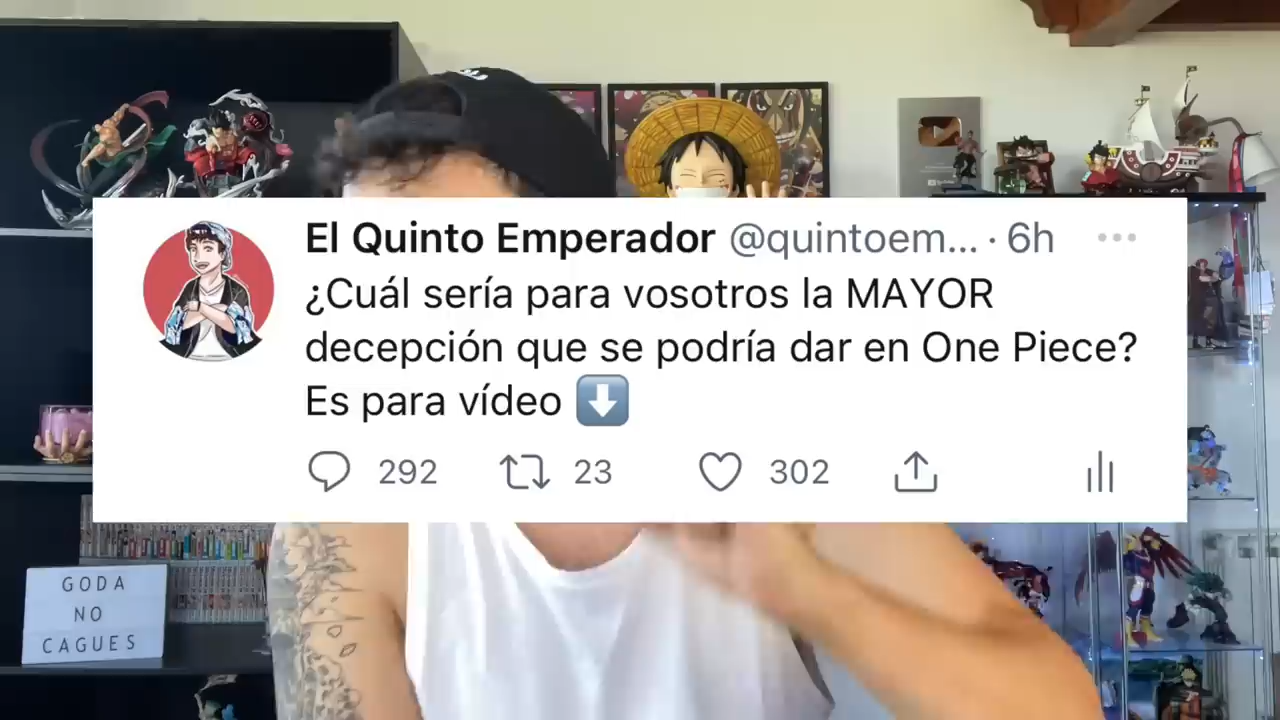 El Quinto Emperador @quintoem... · 6h
¿Cuál sería para vosotros la MAYOR
decepción que se podría dar en One Piece?
Es para vídeo ⬇️
292 23 302
GODA
NO
CAGUES